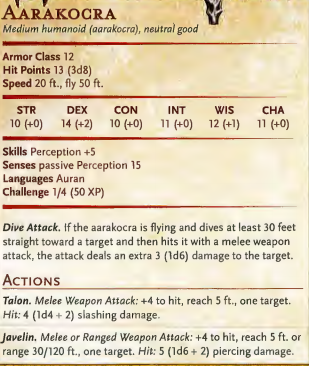 AARAKOCRA
Medium humanoid (aarakocra), neutral good
Armor Class 12
Hit Points 13 (3d8)
Speed 20 ft., fly 50 ft.
STR DEX CON INT WIS CHA
10 (+0) 14 (+2) 10 (+0) 11 (+0) 12 (+1) 11 (+0)
Skills Perception +5
Senses passive Perception 15
Languages Auran
Challenge 1/4 (50 XP)
Dive Attack. If the aarakocra is flying and dives at least 30 feet
straight toward a target and then hits it with a melee weapon
attack, the attack deals an extra 3 (1d6) damage to the target.
ACTIONS
Talon. Melee Weapon Attack: +4 to hit, reach 5 ft., one target.
Hit: 4 (1d4 + 2) slashing damage.
Javelin. Melee or Ranged Weapon Attack: +4 to hit, reach 5 ft. or
range 30/120 ft., one target. Hit: 5 (1d6 + 2) piercing damage.